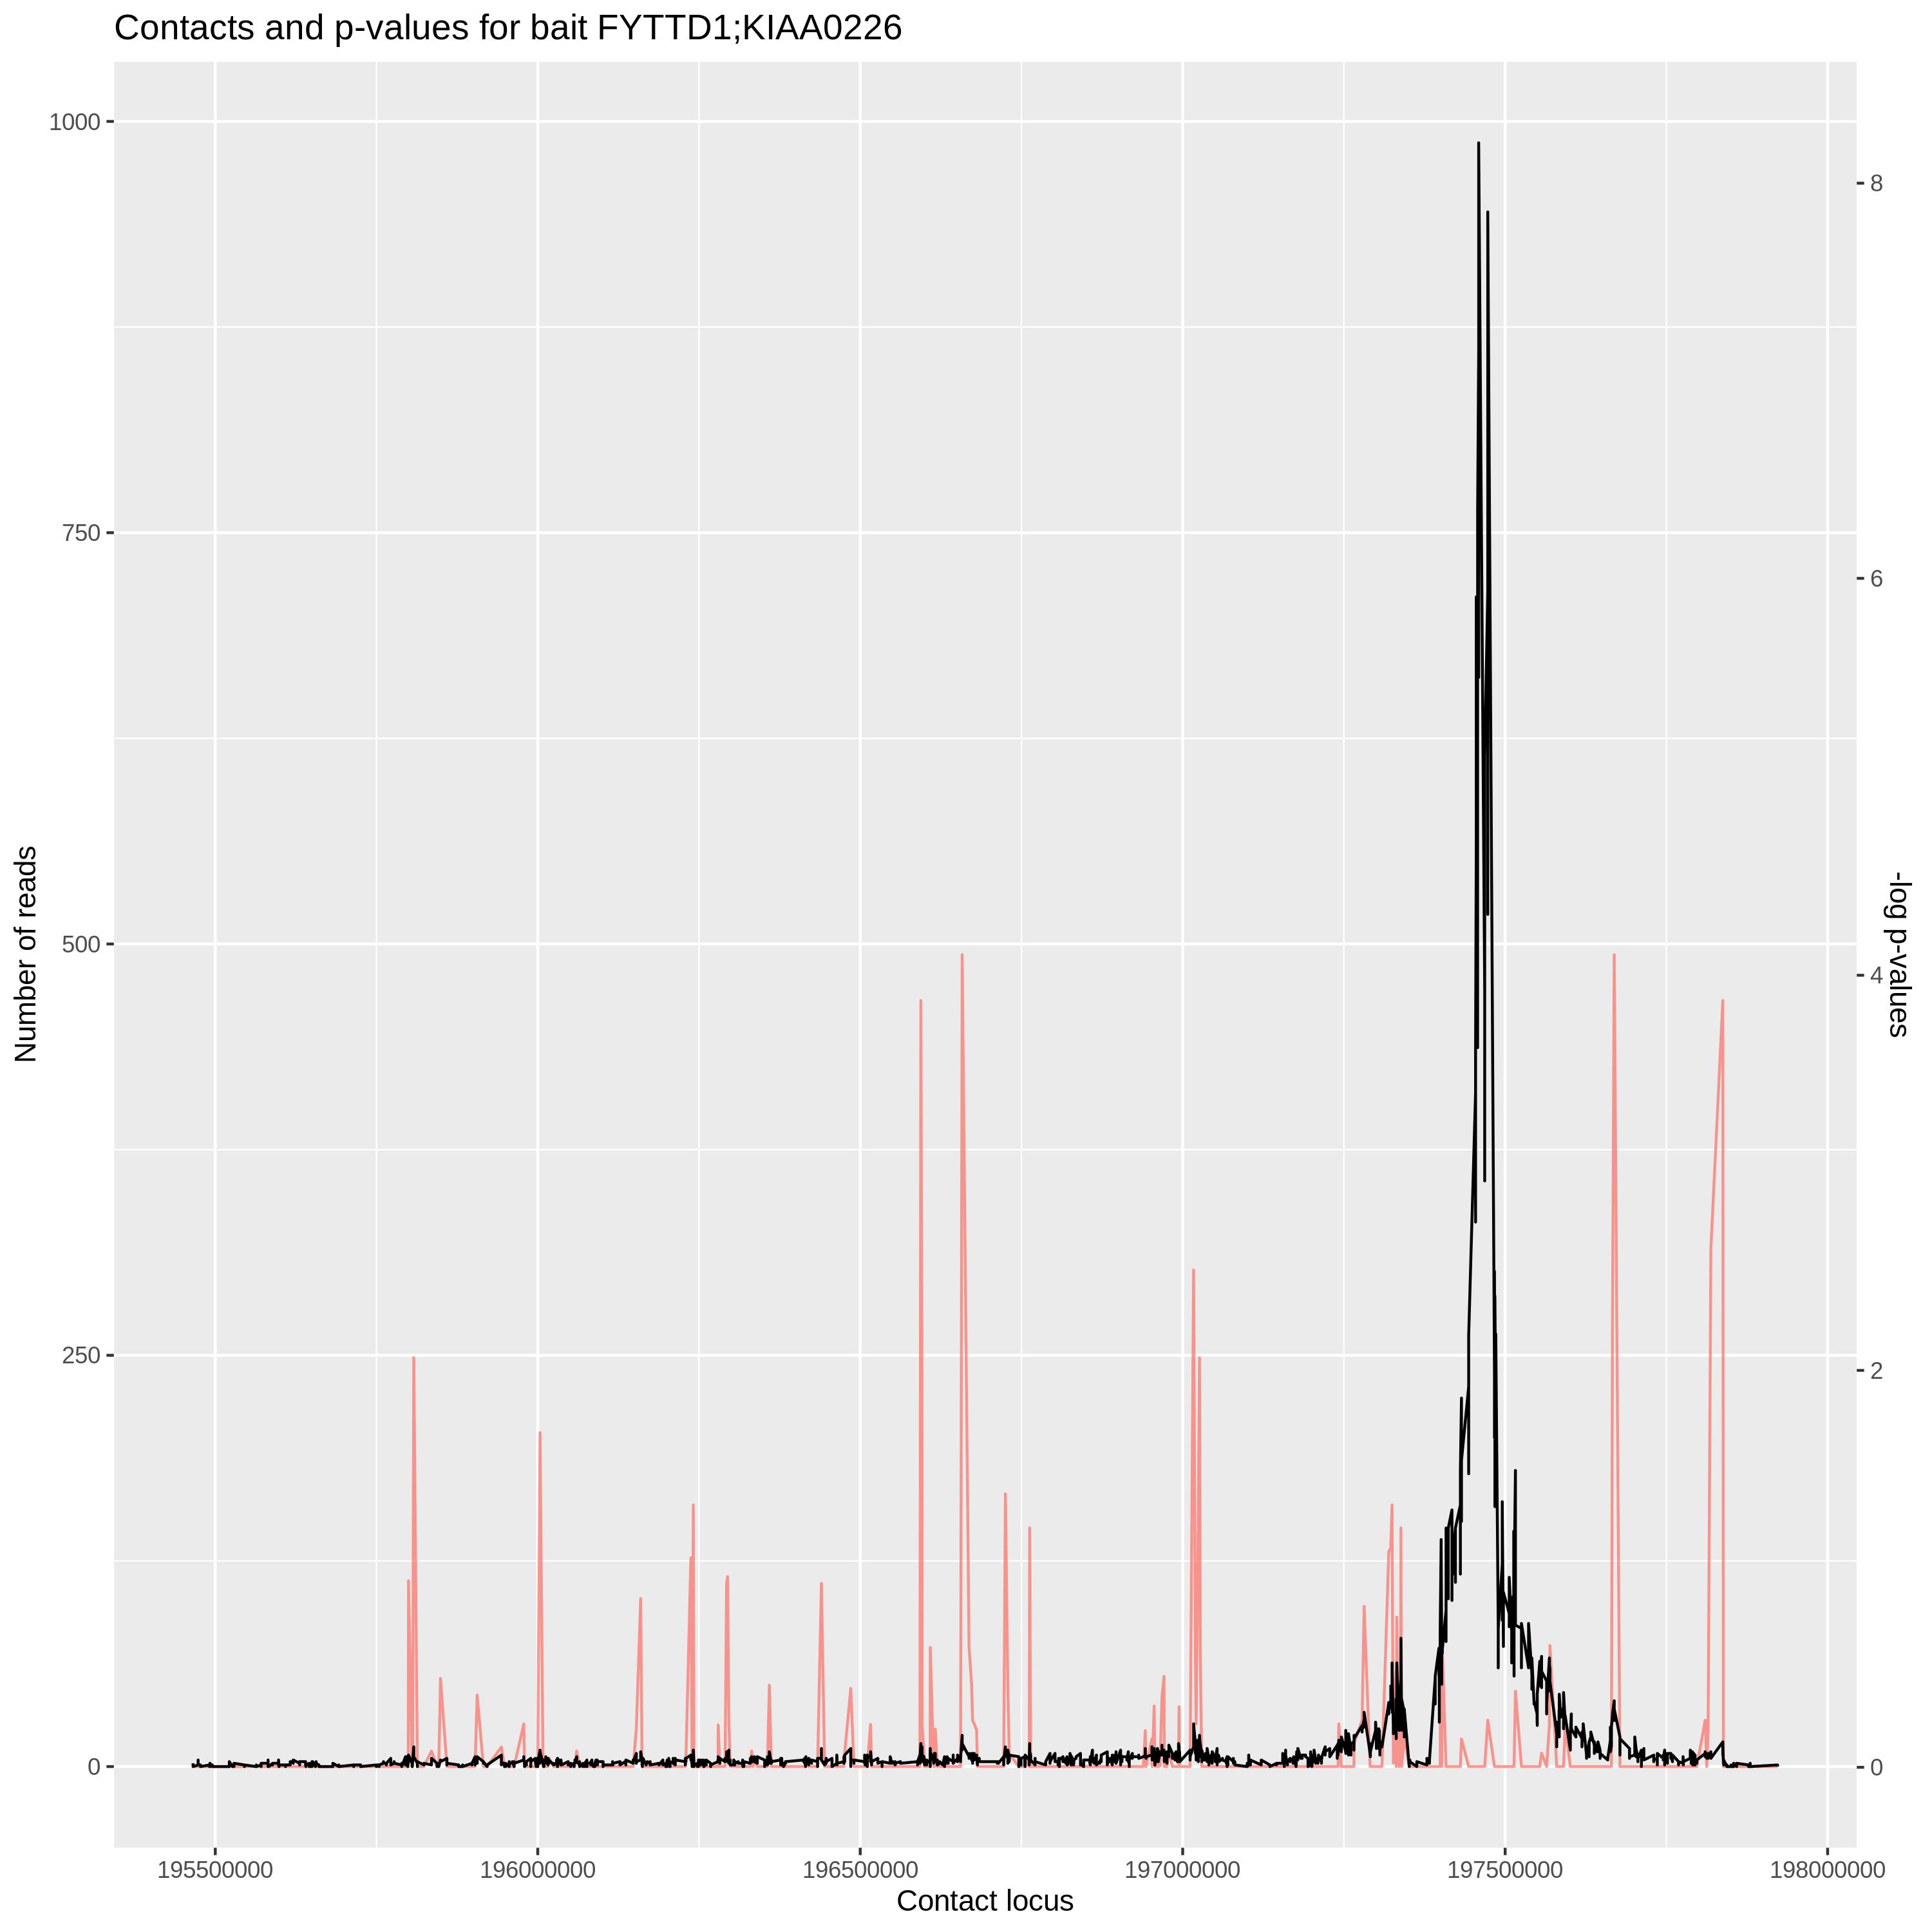 Contacts and p-values for bait FYTTD1;KIAA0226
1000
750
500
250
0
Number of reads
8
6
4
2
0
-log p-values
195500000 196000000 196500000 197000000 197500000 198000000
Contact locus